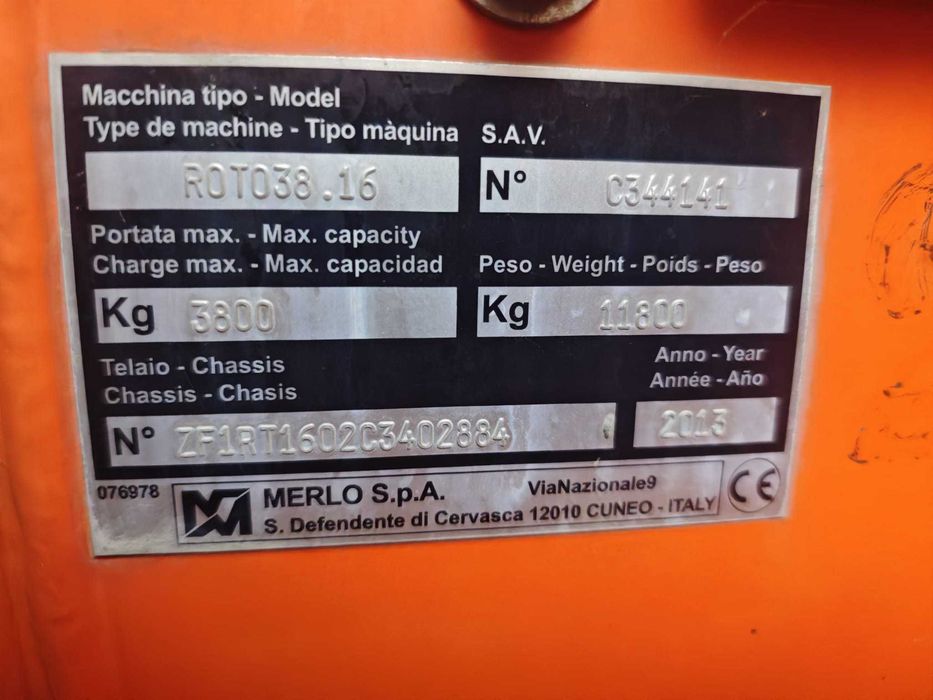 Macchina tipo - Model
Type de machine - Tipo màquina
S.A.V.
ROTO38.16
N° C344141
Portata max. - Max. capacity
Charge max. - Max. capacidad
Peso - Weight - Poids - Peso
Kg 3800
Kg 11800
Telaio - Chassis
Chassis - Chasis
Anno - Year
Année - Año
N° ZF1RT1602C3402884
2013
076978
MERLO S.p.A.
ViaNazionale9
S. Defendente di Cervasca 12010 CUNEO - ITALY
CE